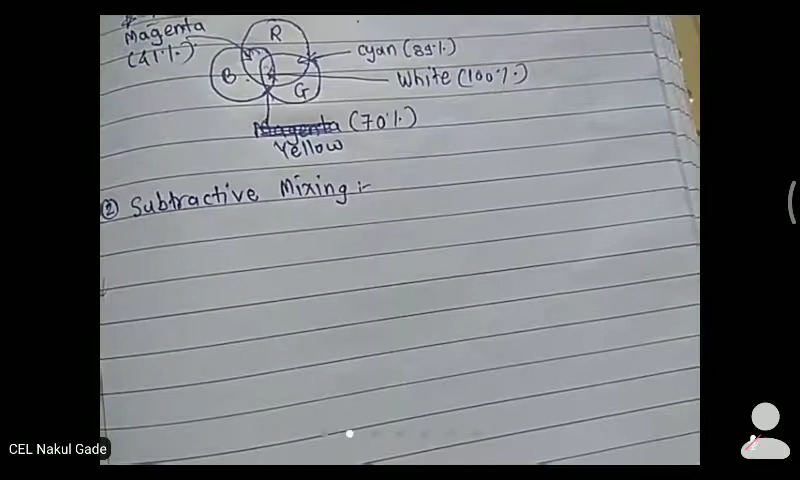 Magenta
(41%)
R
cyan (89%)
B
White (100%)
G
Magenta (70%)
Yellow
② Subtractive Mixing :-
CEL Nakul Gade